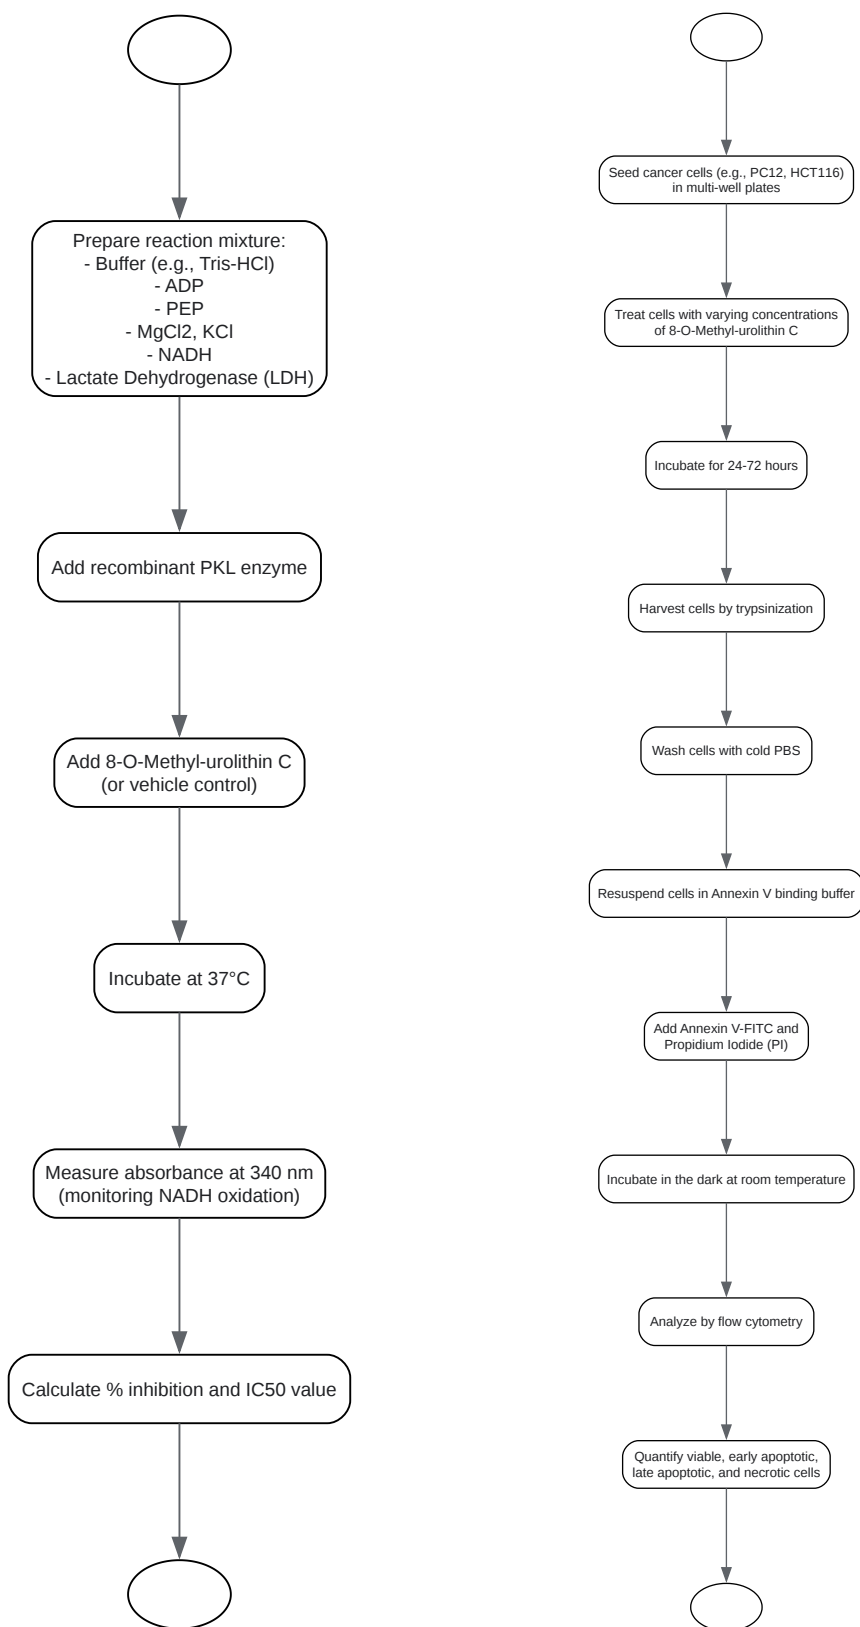 Prepare reaction mixture:
- Buffer (e.g., Tris-HCl)
- ADP
- PEP
- MgCl2, KCl
- NADH
- Lactate Dehydrogenase (LDH)
Add recombinant PKL enzyme
Add 8-O-Methyl-urolithin C
(or vehicle control)
Incubate at 37°C
Measure absorbance at 340 nm
(monitoring NADH oxidation)
Calculate % inhibition and IC50 value
Seed cancer cells (e.g., PC12, HCT116)
in multi-well plates
Treat cells with varying concentrations
of 8-O-Methyl-urolithin C
Incubate for 24-72 hours
Harvest cells by trypsinization
Wash cells with cold PBS
Resuspend cells in Annexin V binding buffer
Add Annexin V-FITC and
Propidium Iodide (PI)
Incubate in the dark at room temperature
Analyze by flow cytometry
Quantify viable, early apoptotic,
late apoptotic, and necrotic cells